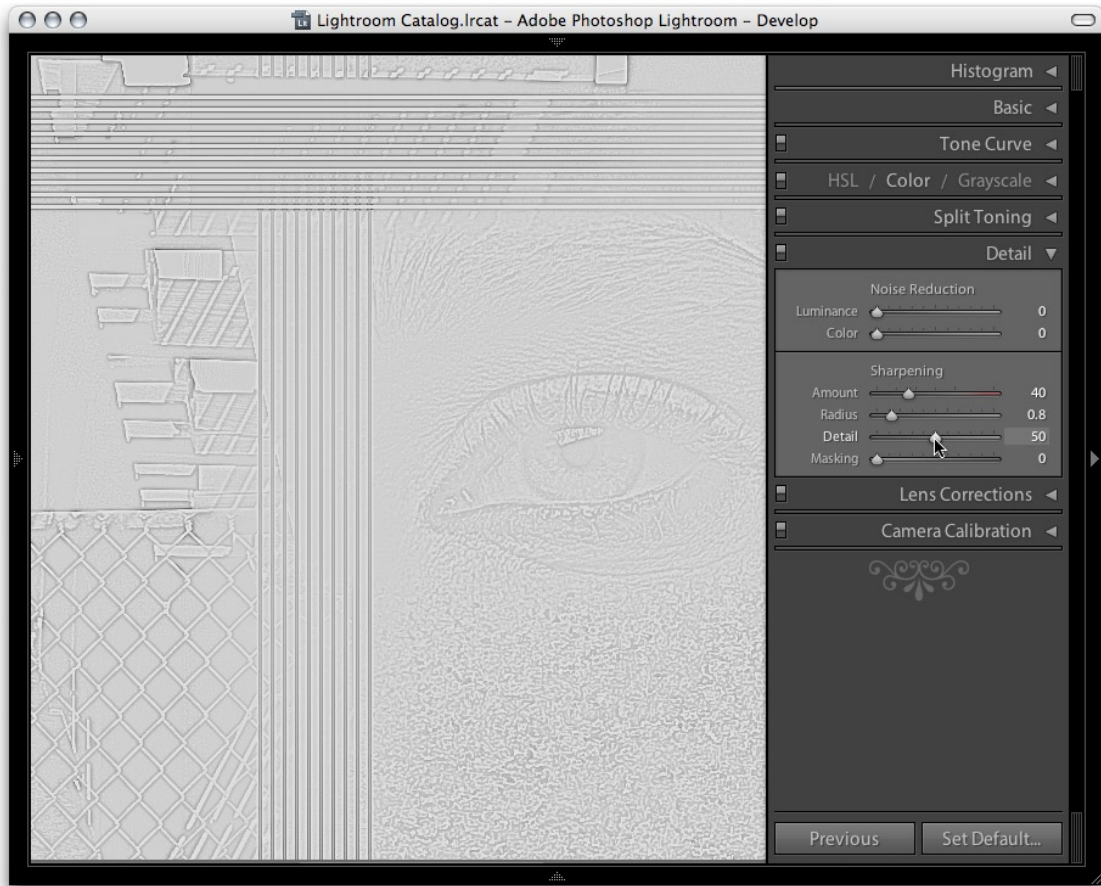 Lightroom Catalog.lrcat – Adobe Photoshop Lightroom – Develop
Histogram
Basic
Tone Curve
HSL / Color / Grayscale
Split Toning
Detail
Noise Reduction
Luminance 0
Color 0
Sharpening
Amount 40
Radius 0.8
Detail 50
Masking 0
Lens Corrections
Camera Calibration
Previous Set Default...